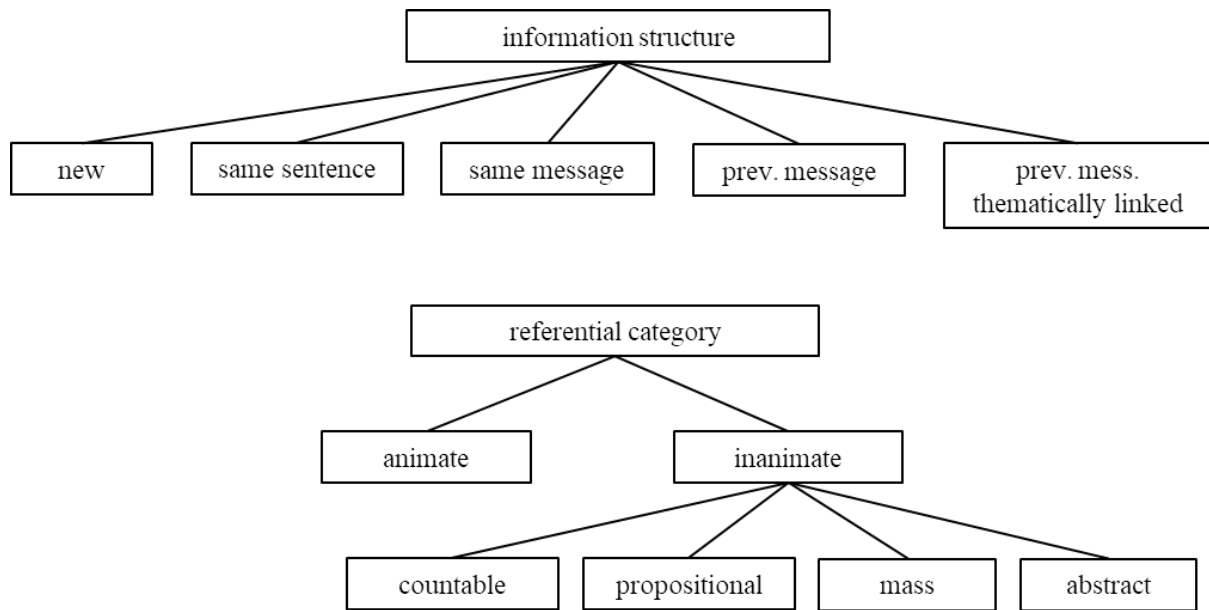 information structure
new
same sentence
same message
prev. message
prev. mess.
thematically linked
referential category
animate
inanimate
countable
propositional
mass
abstract